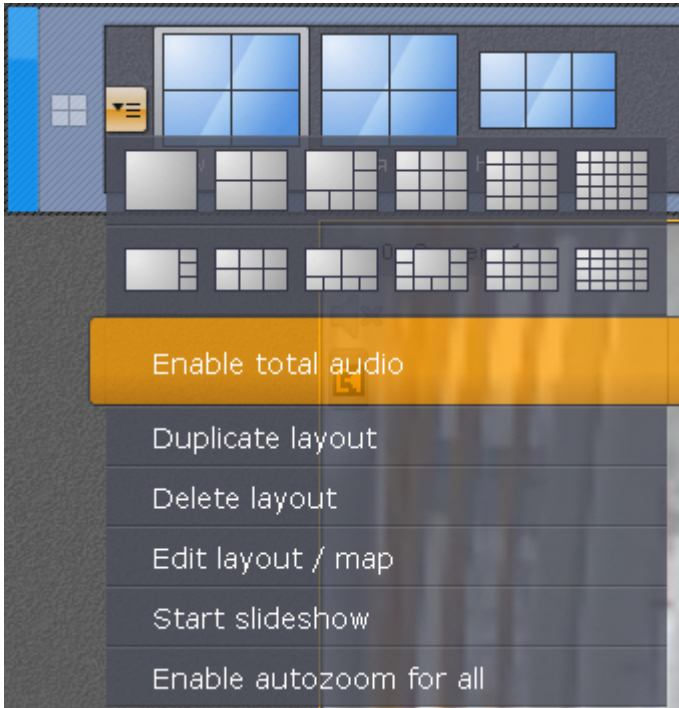 Enable total audio
Duplicate layout
Delete layout
Edit layout / map
Start slideshow
Enable autozoom for all